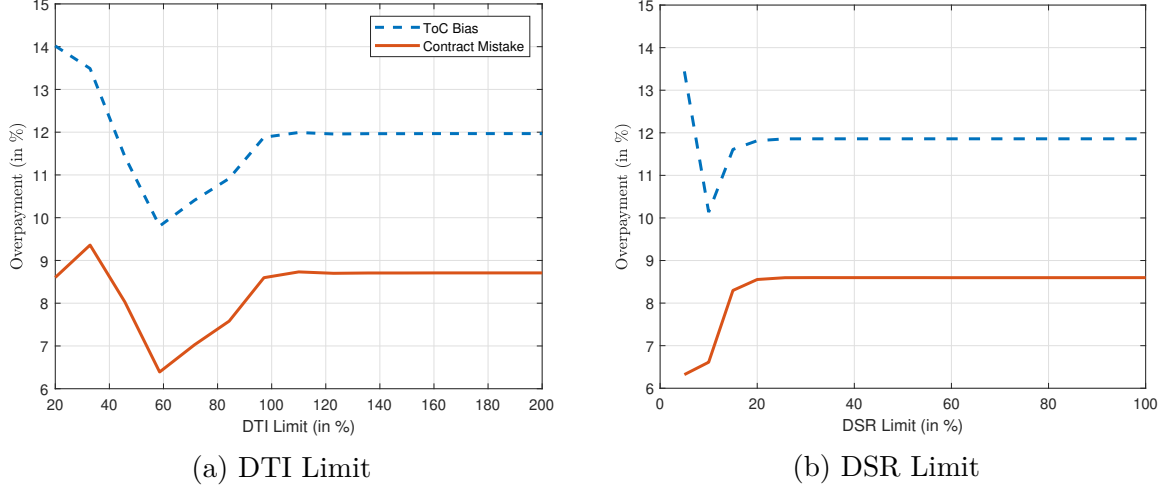 15
14
13
12
11
10
9
8
7
6
Overpayment (in %)
ToC Bias
Contract Mistake
20 40 60 80 100 120 140 160 180 200
DTI Limit (in %)
(a) DTI Limit
15
14
13
12
11
10
9
8
7
6
Overpayment (in %)
0 20 40 60 80 100
DSR Limit (in %)
(b) DSR Limit